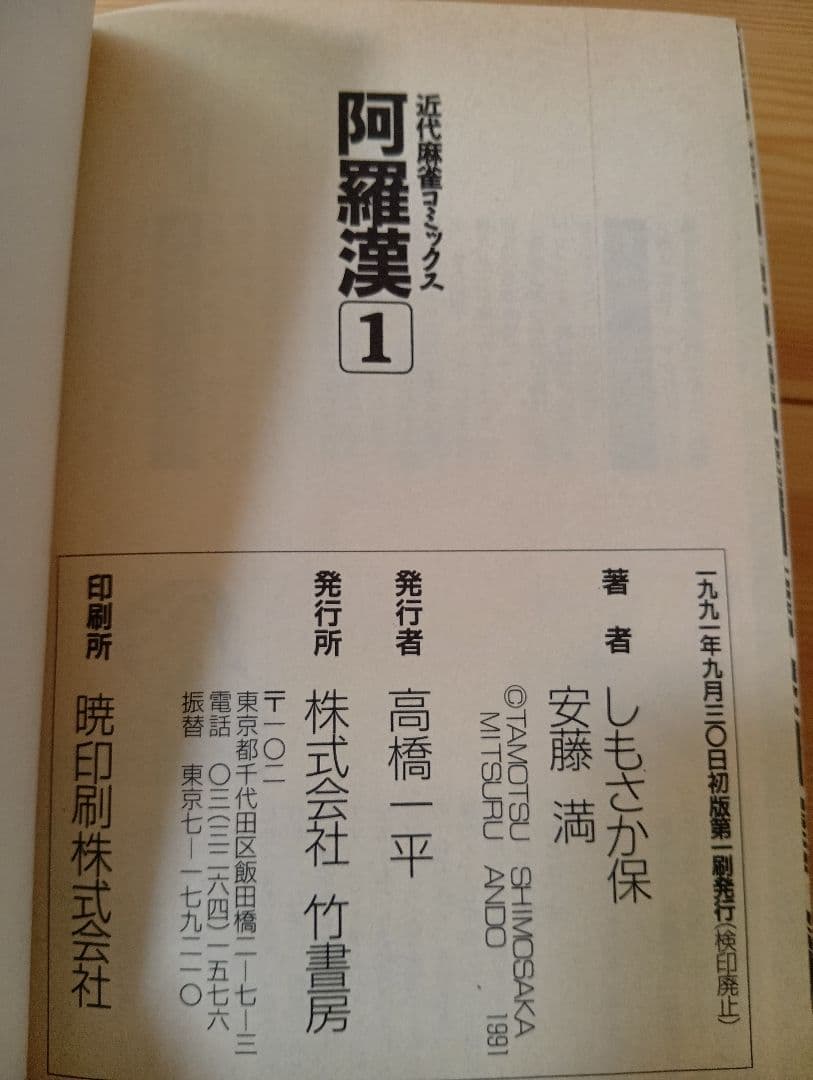 近代麻雀コミックス
阿羅漢1
一九九一年九月三〇日初版第一刷発行(検印廃止)
著者 しもさか保
安藤 満
©TAMOTSU SHIMOSAKA
MITSURU ANDO 1991
発行者 高橋一平
発行所 株式会社 竹書房
〒一〇二
東京都千代田区飯田橋二―七―三
電話 〇三(三二六四)一五七六
振替 東京七―一七九二一〇
印刷所 暁印刷株式会社